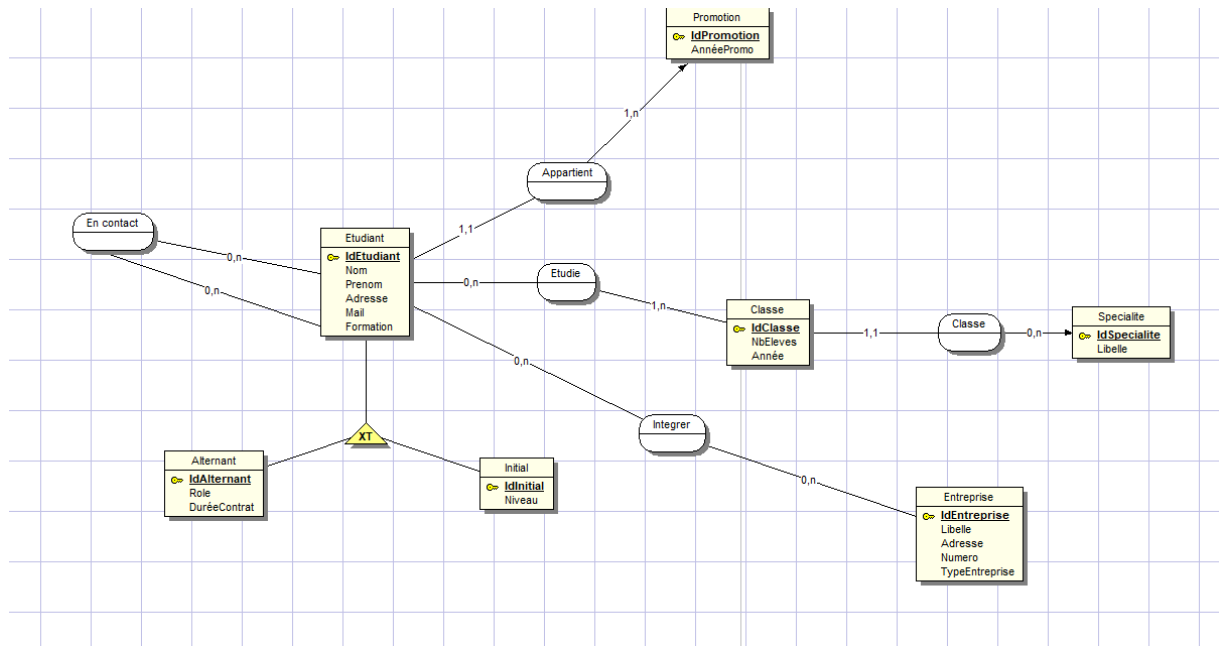 Promotion
IdPromotion
AnnéePromo
1,n
Appartient
1,1
En contact
0,n
0,n
Etudiant
IdEtudiant
Nom
Prenom
Adresse
Mail
Formation
0,n
Etudie
1,n
Classe
IdClasse
NbEleves
Année
1,1
Classe
0,n
Specialite
IdSpecialite
Libelle
0,n
Integrer
0,n
XT
Alternant
IdAlternant
Role
DuréeContrat
Initial
IdInitial
Niveau
Entreprise
IdEntreprise
Libelle
Adresse
Numero
TypeEntreprise